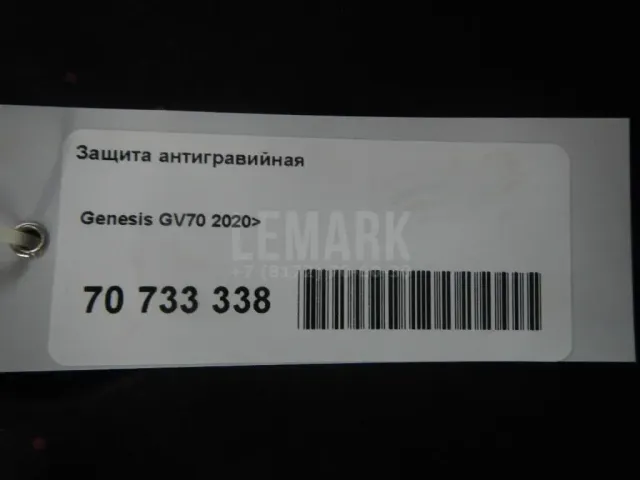 Защита антигравийная
Genesis GV70 2020>
LEMARK
70 733 338